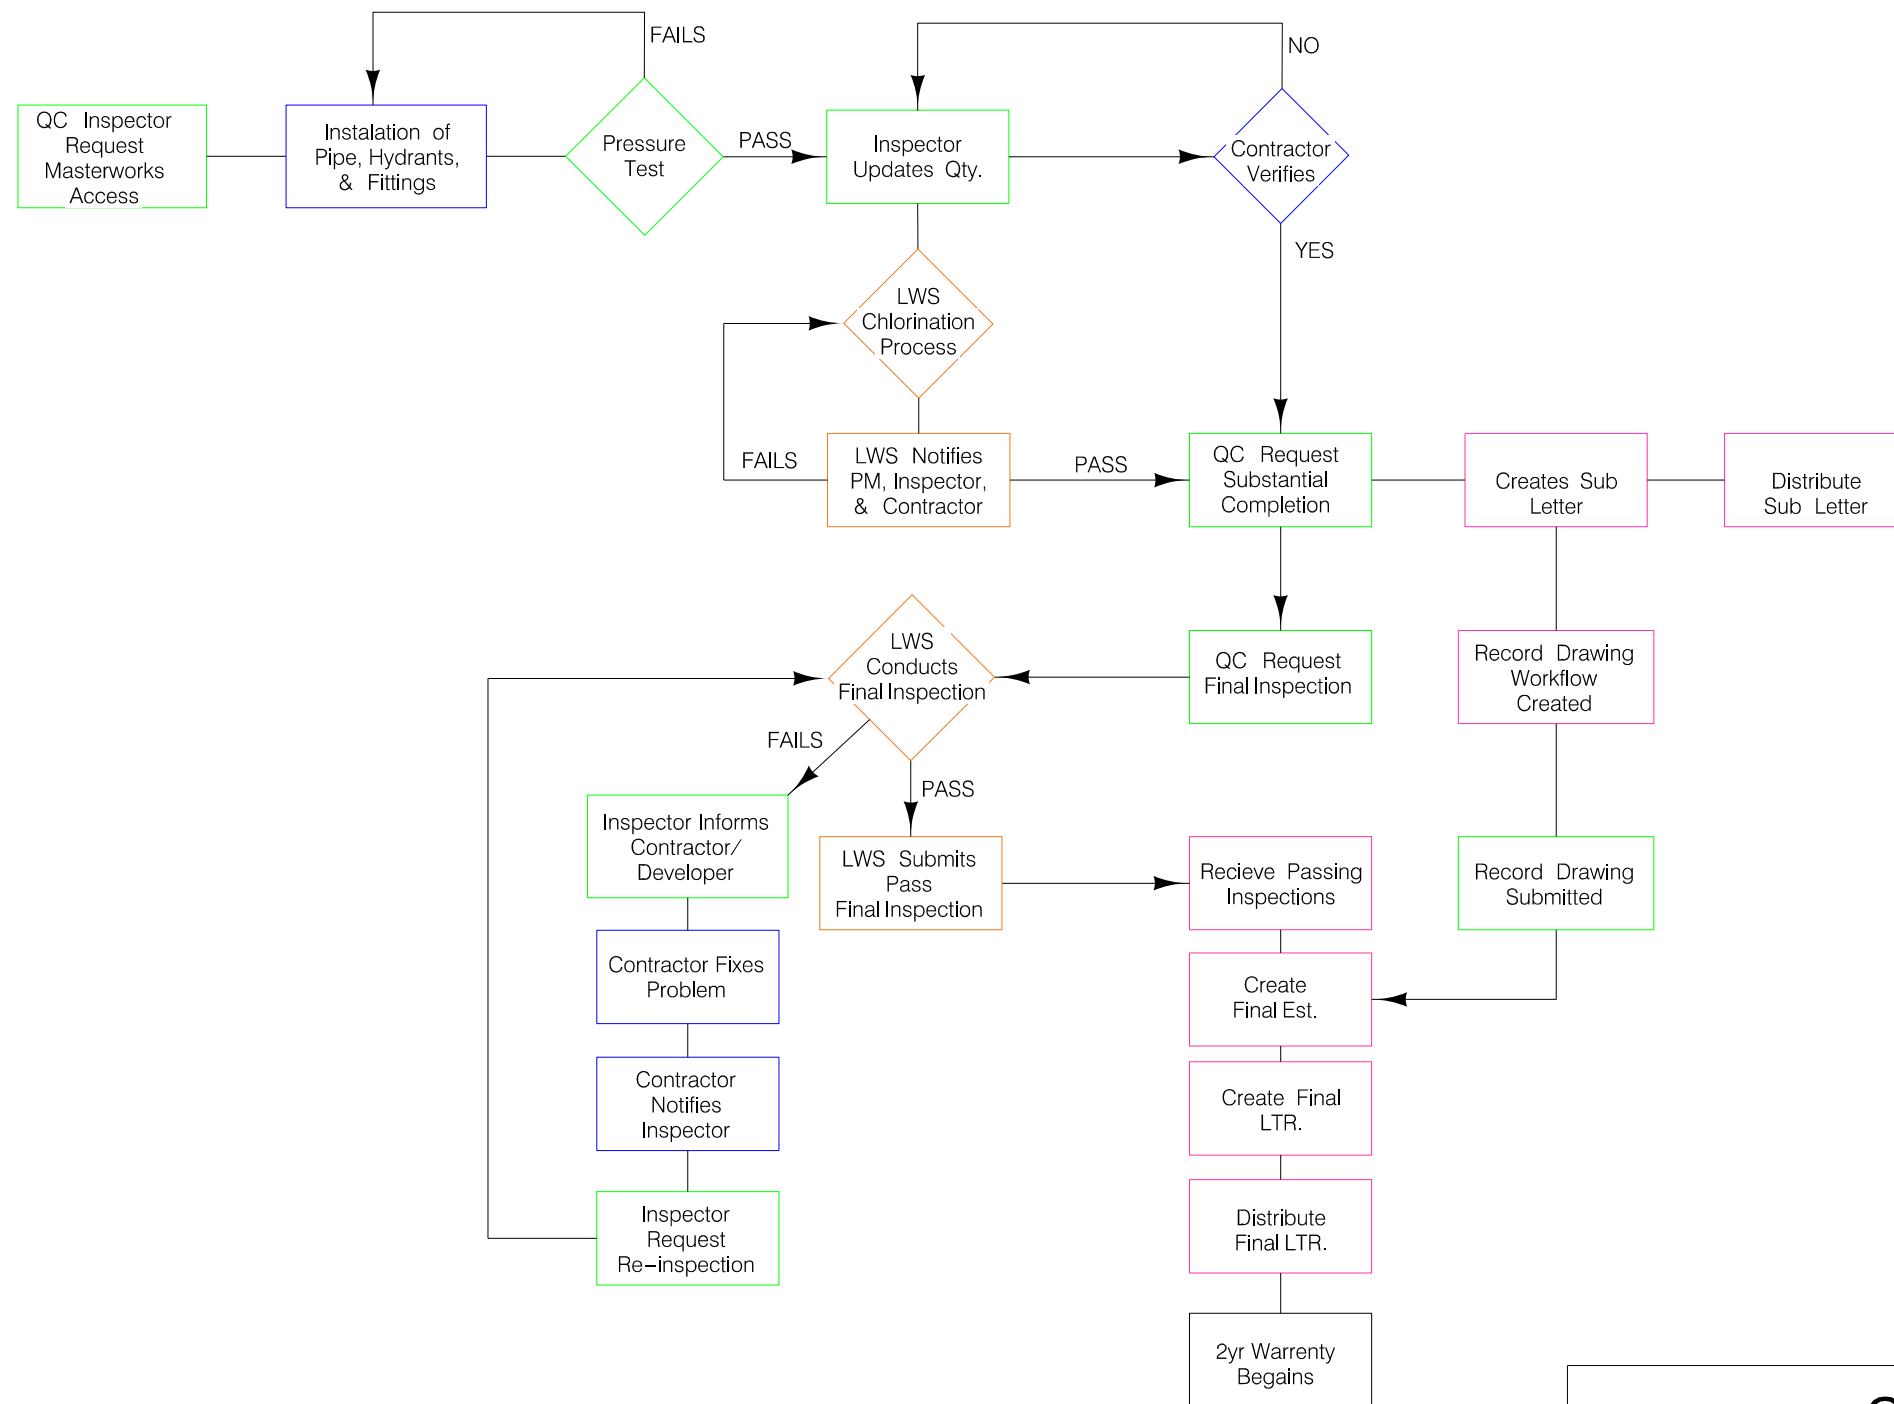 FAILS
NO
QC Inspector
Request
Masterworks
Access
Instalation of
Pipe, Hydrants,
& Fittings
Pressure
Test
PASS
Inspector
Updates Qty.
Contractor
Verifies
YES
LWS
Chlorination
Process
FAILS
LWS Notifies
PM, Inspector,
& Contractor
PASS
QC Request
Substantial
Completion
Creates Sub
Letter
Distribute
Sub Letter
LWS
Conducts
Final Inspection
QC Request
Final Inspection
Record Drawing
Workflow
Created
FAILS
PASS
Inspector Informs
Contractor/
Developer
LWS Submits
Pass
Final Inspection
Recieve Passing
Inspections
Record Drawing
Submitted
Contractor Fixes
Problem
Create
Final Est.
Contractor
Notifies
Inspector
Create Final
LTR.
Inspector
Request
Re-inspection
Distribute
Final LTR.
2yr Warrenty
Begains